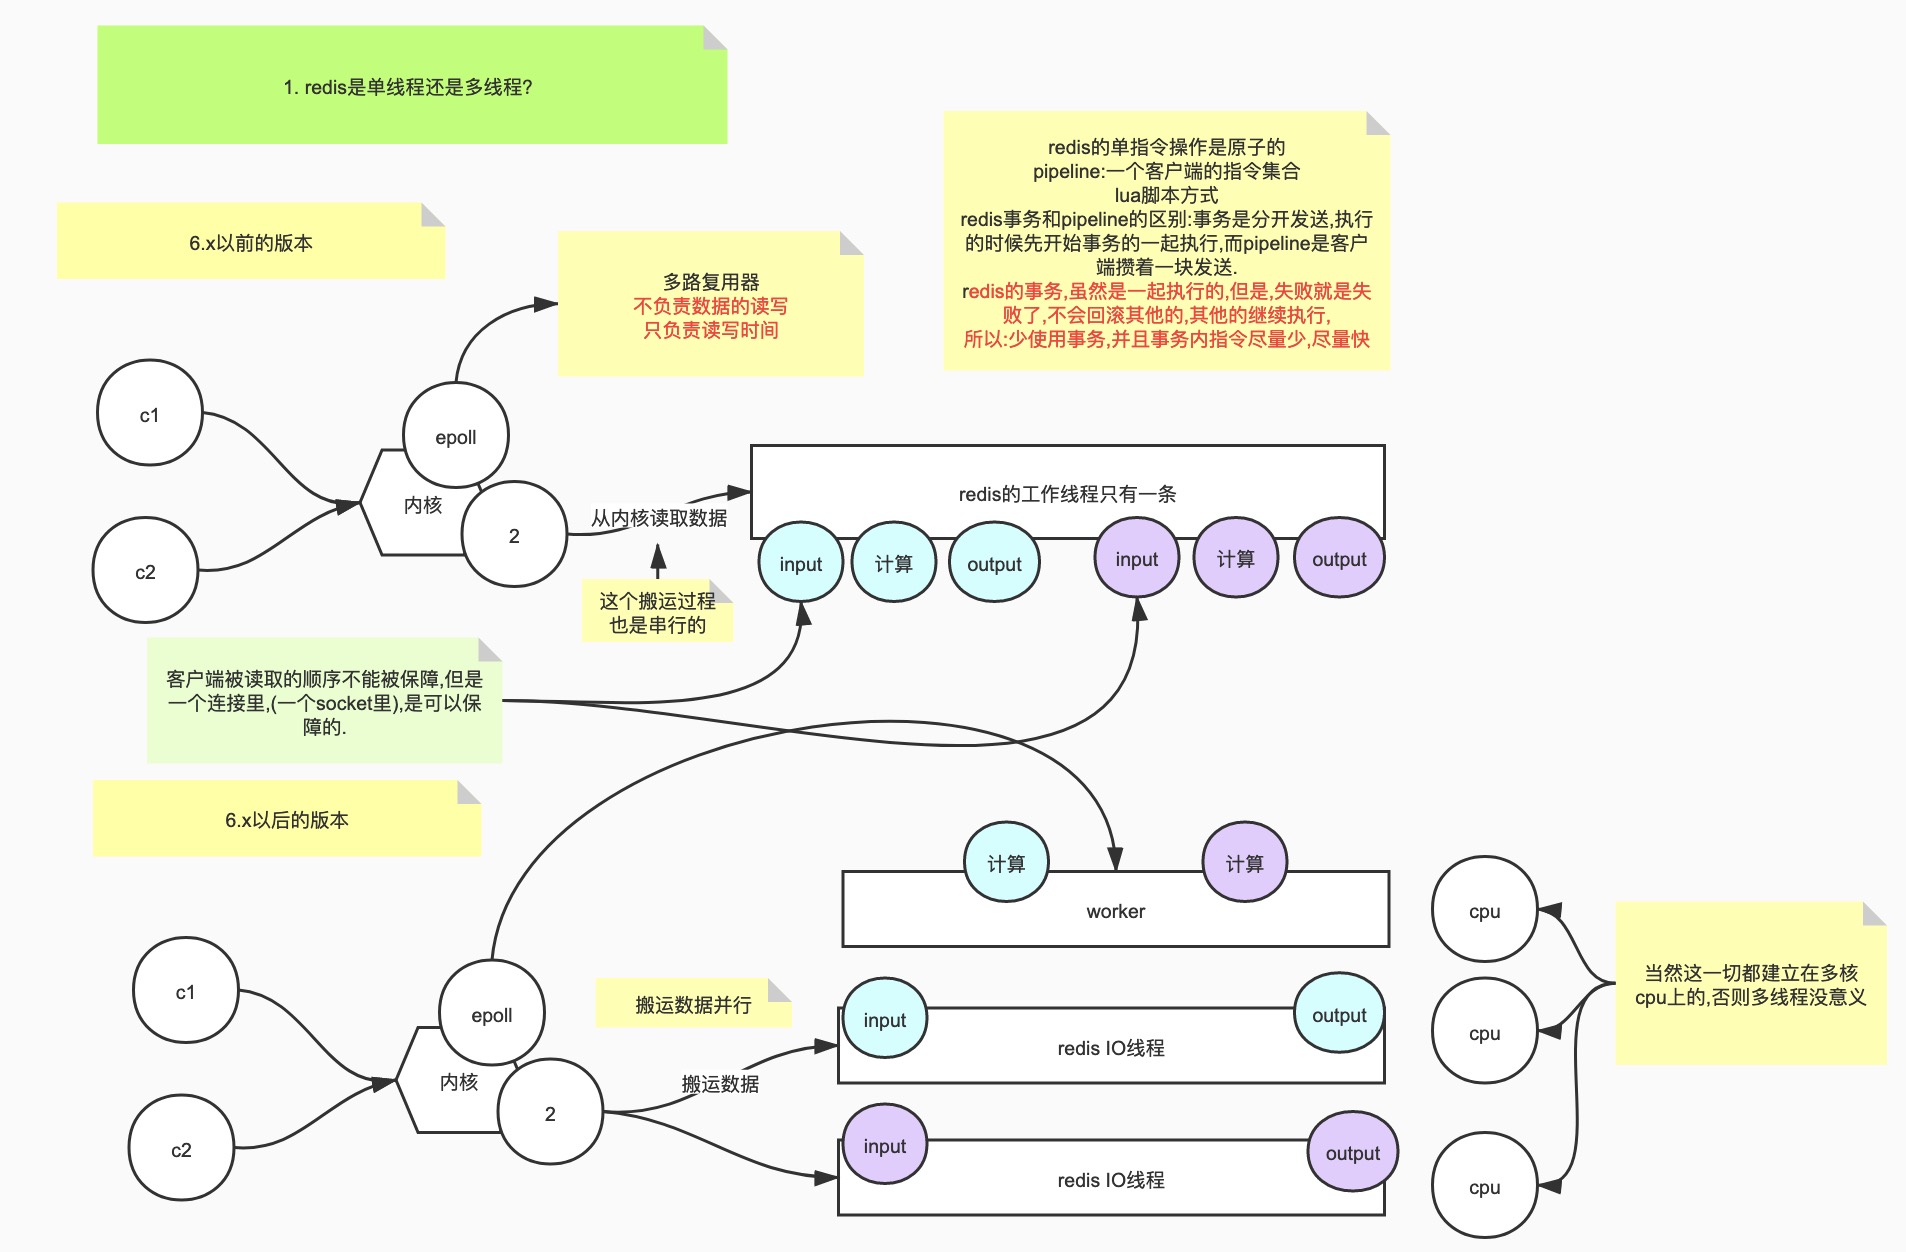 1. redis是单线程还是多线程?
redis的单指令操作是原子的
pipeline:一个客户端的指令集合
lua脚本方式
redis事务和pipeline的区别:事务是分开发送,执行
的时候先开始事务的一起执行,而pipeline是客户
端攒着一块发送.
redis的事务,虽然是一起执行的,但是,失败就是失
败了,不会回滚其他的,其他的继续执行,
所以:少使用事务,并且事务内指令尽量少,尽量快
6.x以前的版本
多路复用器
不负责数据的读写
只负责读写时间
c1
c2
epoll
内核
2
从内核读取数据
这个搬运过程
也是串行的
redis的工作线程只有一条
input
计算
output
input
计算
output
客户端被读取的顺序不能被保障,但是
一个连接里,(一个socket里),是可以保
障的.
6.x以后的版本
计算
计算
worker
c1
c2
epoll
内核
2
搬运数据并行
搬运数据
input
output
redis IO线程
input
output
redis IO线程
cpu
cpu
cpu
当然这一切都建立在多核
cpu上的,否则多线程没意义